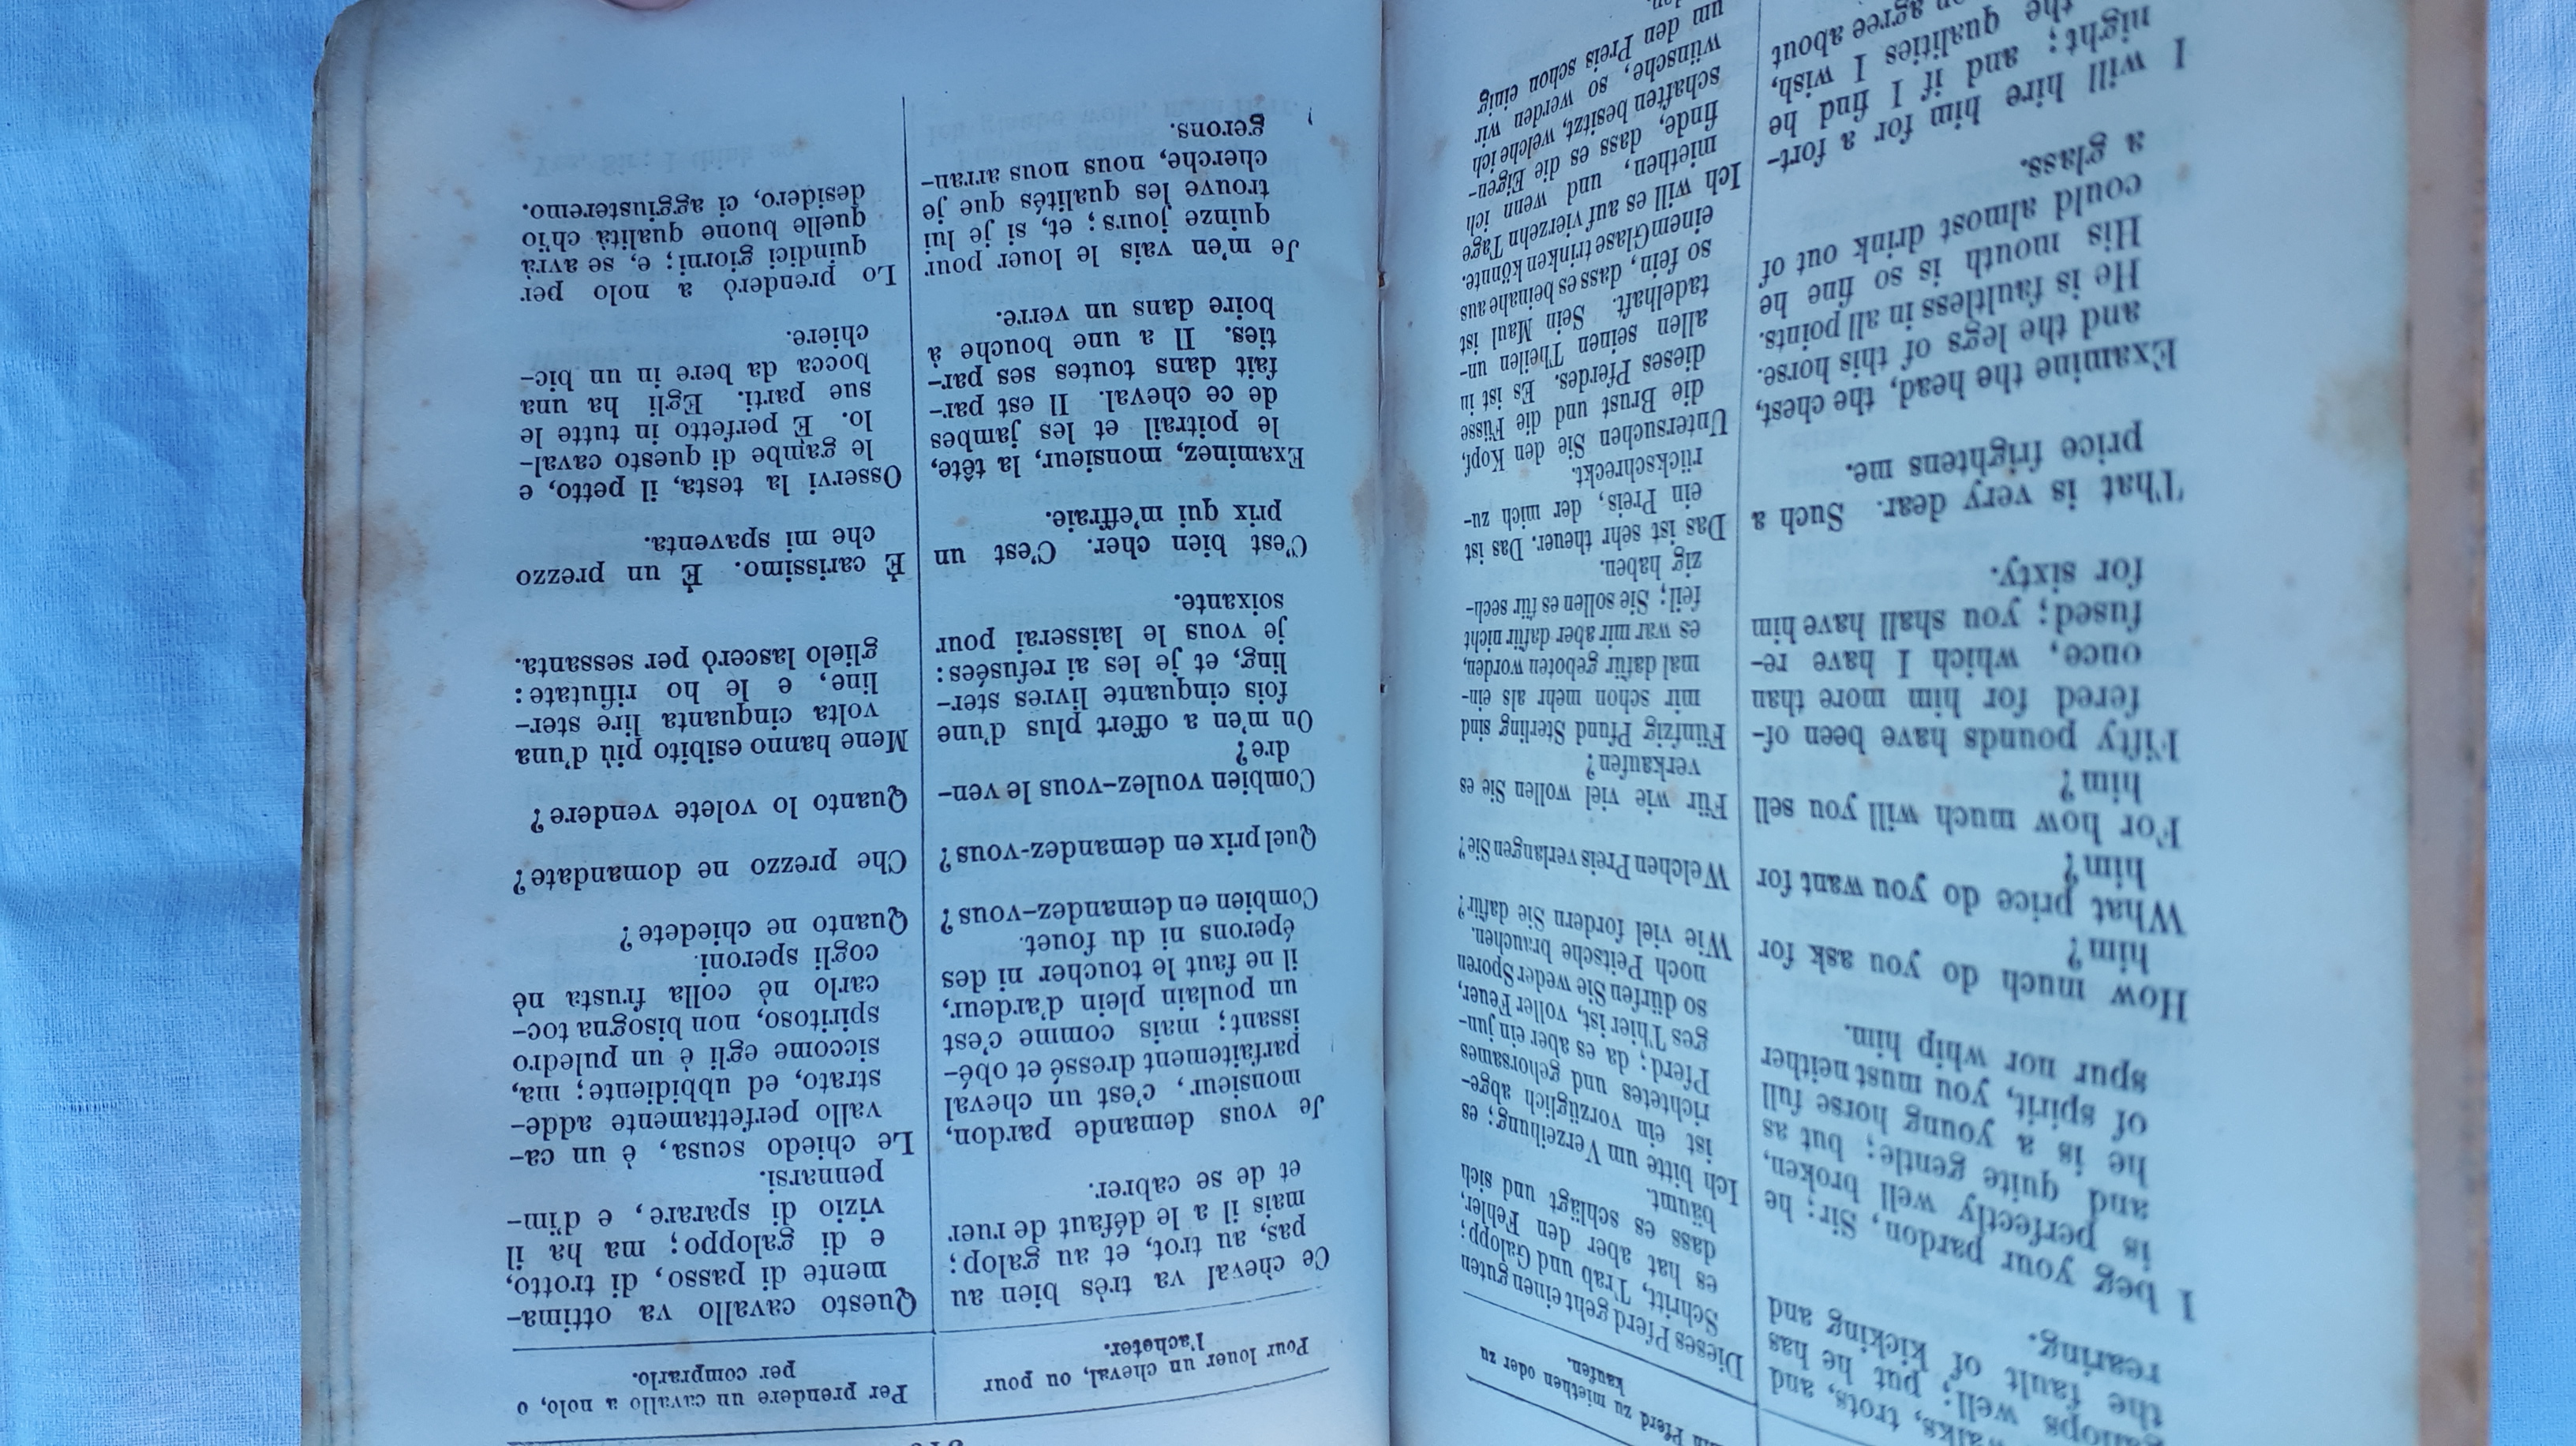 trots, and
well; put he has
the fault of kicking and
rearing.
I beg your pardon, Sir; he
is perfectly well broken,
and quite gentle; but as
he is a young horse full
of spirit, you must neither
spur nor whip him.
How much do you ask for
him?
What price do you want for
him?
For how much will you sell
him?
Fifty pounds have been of-
fered for him more than
once, which I have re-
fused; you shall have him
for sixty.
That is very dear. Such a
price frightens me.
Examine the head, the chest,
and the legs of this horse.
He is faultless in all points.
His mouth is so fine he
could almost drink out of
a glass.
I will hire him for a fort-
night; and if I find he
the qualities I wish,
agree about
Pferd zu miethen oder zu
kaufen.
Dieses Pferd geht einen guten
Schritt, Trab und Galopp;
es hat aber den Fehler,
dass es schlägt und sich
bäumt.
Ich bitte um Verzeihung; es
ist ein vorzüglich abge-
richtetes und gehorsames
Pferd; da es aber ein jun-
ges Thier ist, voller Feuer,
so dürfen Sie weder Sporen
noch Peitsche brauchen.
Wie viel fordern Sie dafür?
Welchen Preis verlangen Sie?
Für wie viel wollen Sie es
verkaufen?
Fünfzig Pfund Sterling sind
mir schon mehr als ein-
mal dafür geboten worden,
es war mir aber dafür nicht
feil; Sie sollen es für sech-
zig haben.
Das ist sehr theuer. Das ist
ein Preis, der mich zu-
rückschreckt.
Untersuchen Sie den Kopf,
die Brust und die Füsse
dieses Pferdes. Es ist in
allen seinen Theilen un-
tadelhaft. Sein Maul ist
so fein, dass es beinahe aus
einem Glase trinken könnte.
Ich will es auf vierzehn Tage
miethen, und wenn ich
finde, dass es die Eigen-
schaften besitzt, welche ich
wünsche, so werden wir
um den Preis schon einig
Pour louer un cheval, ou pour
l'acheter.
Ce cheval va très bien au
pas, au trot, et au galop;
mais il a le défaut de ruer
et de se cabrer.
Je vous demande pardon,
monsieur, c'est un cheval
parfaitement dressé et obé-
issant; mais comme c'est
un poulain plein d'ardeur,
il ne faut le toucher ni des
éperons ni du fouet.
Combien en demandez-vous?
Quel prix en demandez-vous?
Combien voulez-vous le ven-
dre?
On m'en a offert plus d'une
fois cinquante livres ster-
ling, et je les ai refusées:
je vous le laisserai pour
soixante.
C'est bien cher. C'est un
prix qui m'effraie.
Examinez, monsieur, la tête,
le poitrail et les jambes
de ce cheval. Il est par-
fait dans toutes ses par-
ties. Il a une bouche à
boire dans un verre.
Je m'en vais le louer pour
quinze jours; et, si je lui
trouve les qualités que je
cherche, nous nous arran-
gerons.
Per prendere un cavallo a nolo, o
per comprarlo.
Questo cavallo va ottima-
mente di passo, di trotto,
e di galoppo; ma ha il
vizio di sparare, e d'im-
pennarsi.
Le chiedo scusa, è un ca-
vallo perfettamente adde-
strato, ed ubbidiente; ma,
siccome egli è un puledro
spiritoso, non bisogna toc-
carlo nè colla frusta nè
cogli speroni.
Quanto ne chiedete?
Che prezzo ne domandate?
Quanto lo volete vendere?
Mene hanno esibito più d'una
volta cinquanta lire ster-
line, e le ho rifiutate:
glielo lascerò per sessanta.
È carissimo. È un prezzo
che mi spaventa.
Osservi la testa, il petto, e
le gambe di questo caval-
lo. È perfetto in tutte le
sue parti. Egli ha una
bocca da bere in un bic-
chiere.
Lo prenderò a nolo per
quindici giorni; e, se avrà
quelle buone qualità ch'io
desidero, ci aggiusteremo.